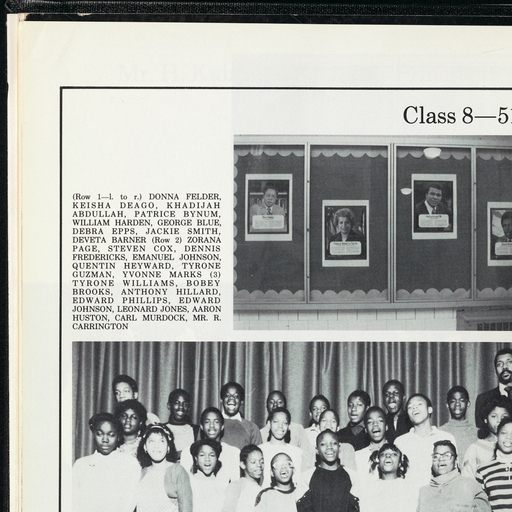 Class 8—51
(Row 1—l. to r.) DONNA FELDER,
KEISHA DEAGO, KHADIJAH
ABDULLAH, PATRICE BYNUM,
WILLIAM HARDEN, GEORGE BLUE,
DEBRA EPPS, JACKIE SMITH,
DEVETA BARNER (Row 2) ZORANA
PAGE, STEVEN COX, DENNIS
FREDERICKS, EMANUEL JOHNSON,
QUENTIN HEYWARD, TYRONE
GUZMAN, YVONNE MARKS (3)
TYRONE WILLIAMS, BOBEY
BROOKS, ANTHONY HILLARD,
EDWARD PHILLIPS, EDWARD
JOHNSON, LEONARD JONES, AARON
HUSTON, CARL MURDOCK, MR. R.
CARRINGTON